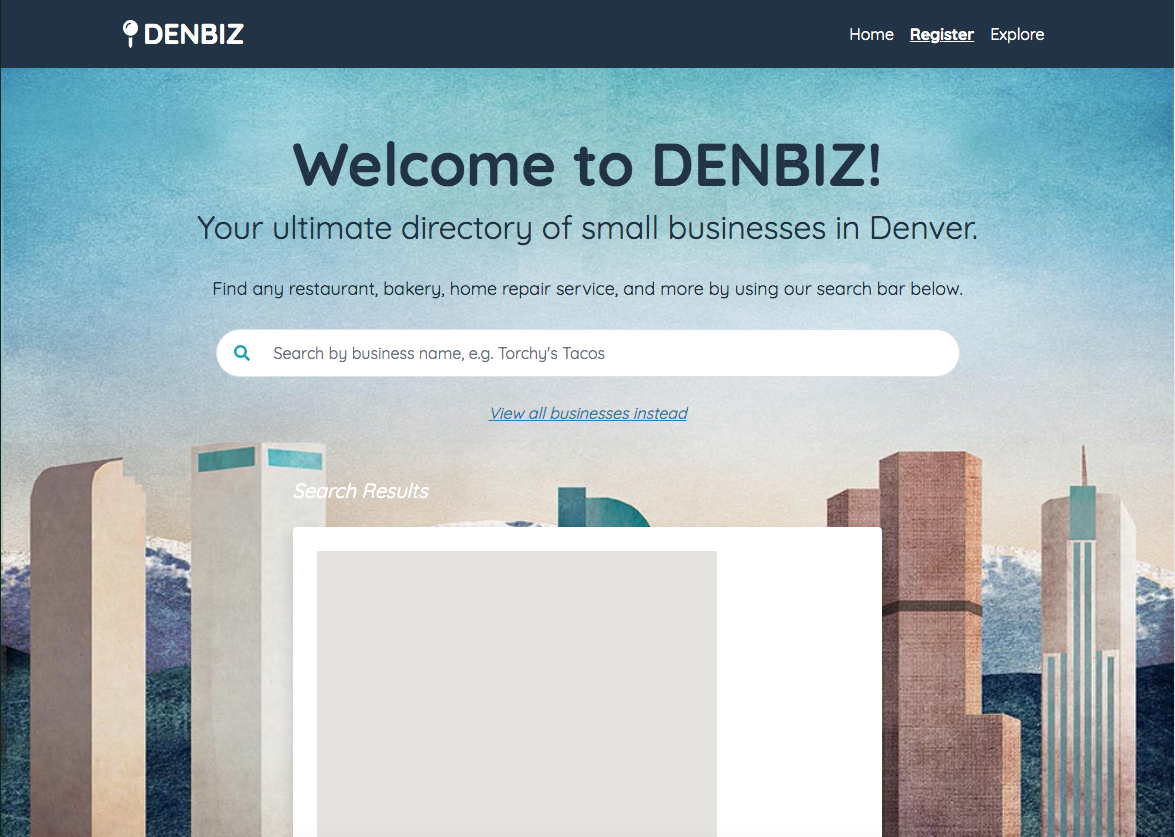 DENBIZ
Home Register Explore
Welcome to DENBIZ!
Your ultimate directory of small businesses in Denver.
Find any restaurant, bakery, home repair service, and more by using our search bar below.
Search by business name, e.g. Torchy's Tacos
View all businesses instead
Search Results